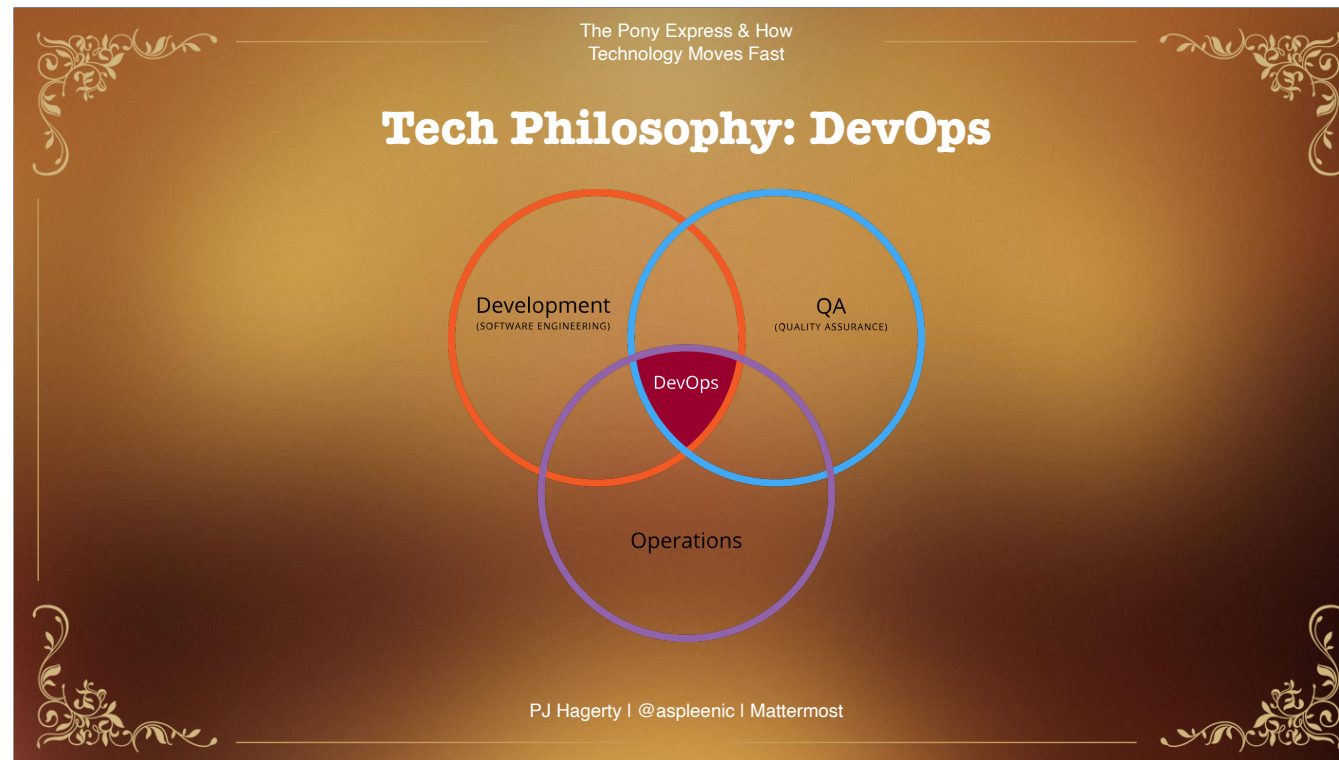 The Pony Express & How
Technology Moves Fast
Tech Philosophy: DevOps
Development
(SOFTWARE ENGINEERING)
QA
(QUALITY ASSURANCE)
DevOps
Operations
PJ Hagerty | @aspleenic | Mattermost